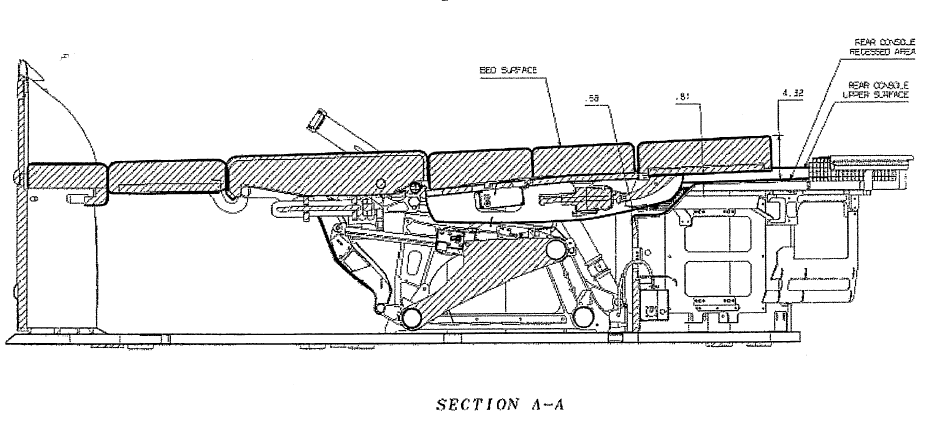 REAR CONSOLE
RECESSED AREA
BED SURFACE
REAR CONSOLE
UPPER SURFACE
.58
.81
4.32
SECTION A-A